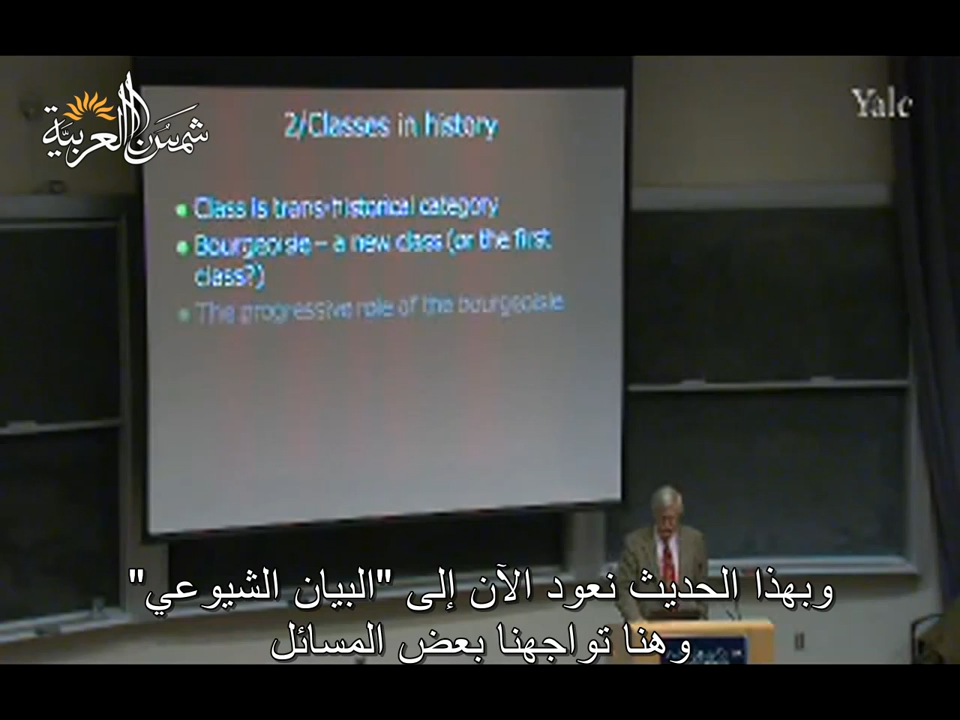 شمس العربية
Yale
2/Classes in history
Class is trans-historical category
Bourgeoisie – a new class (or the first
class?)
The progressive role of the bourgeoisie
وبهذا الحديث نعود الآن إلى "البيان الشيوعي"
وهنا تواجهنا بعض المسائل